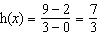 h(x) = (9 − 2)/(3 − 0) = 7/3